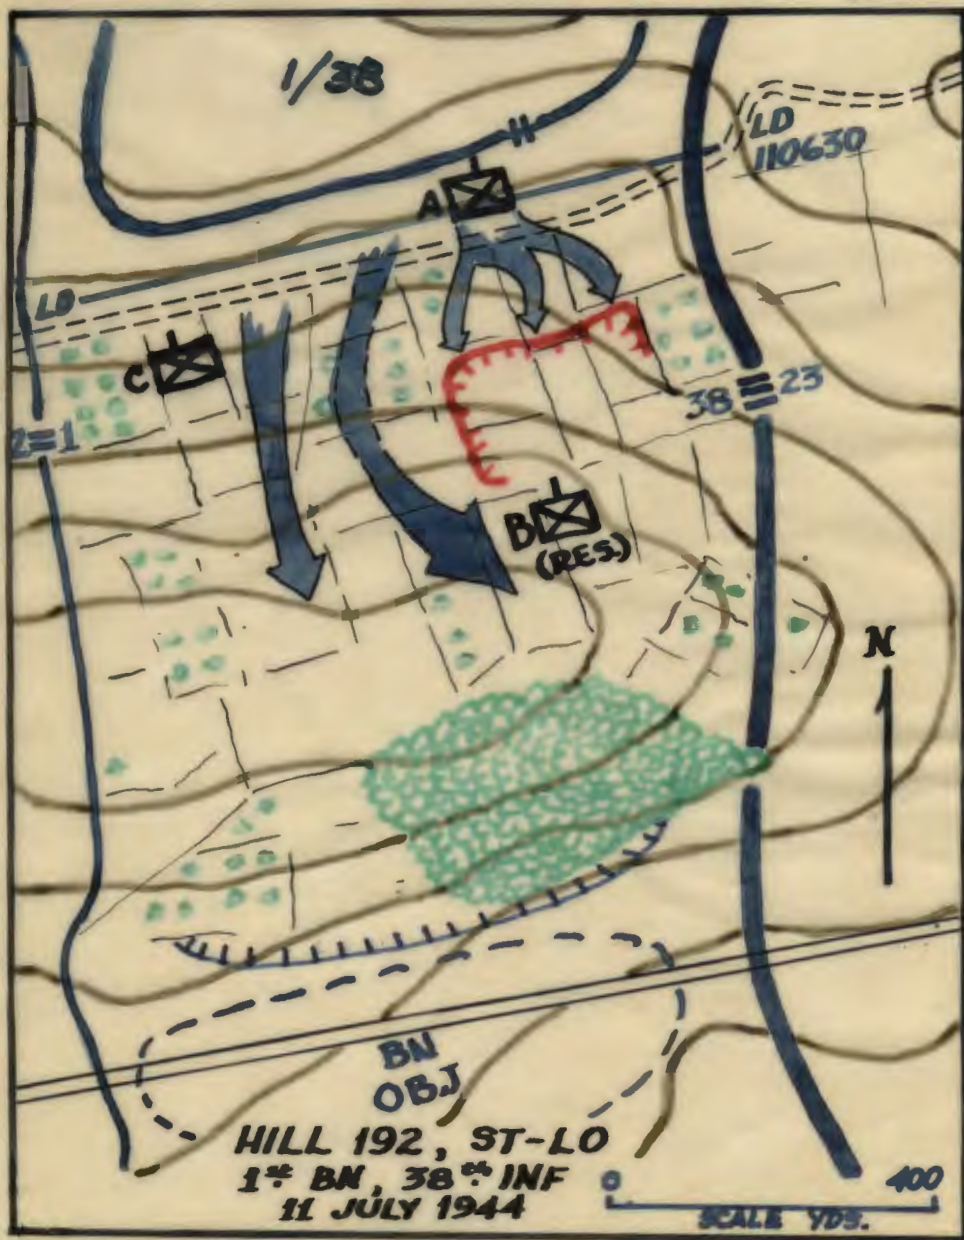 1/38
LD
110630
A
LD
C
38 23
2 1
B
(RES.)
N
BN
OBJ
HILL 192, ST-LO
1ST BN, 38TH INF
11 JULY 1944
0 400
SCALE YDS.